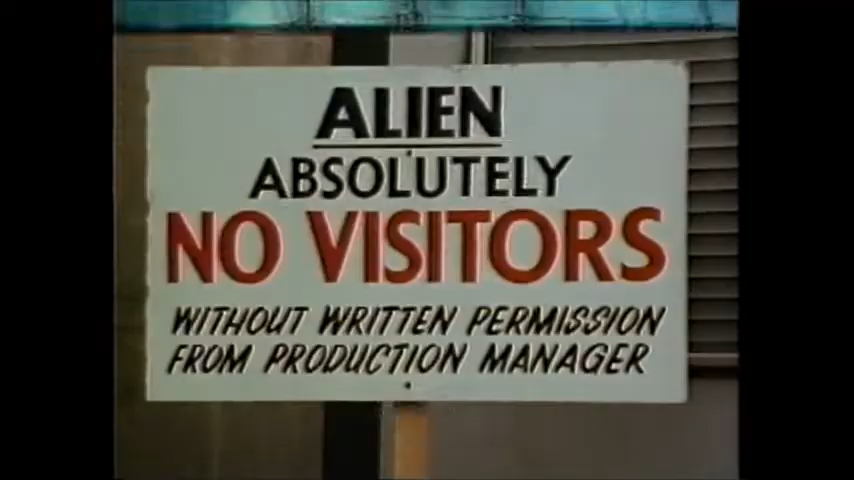 ALIEN
ABSOLUTELY
NO VISITORS
WITHOUT WRITTEN PERMISSION
FROM PRODUCTION MANAGER